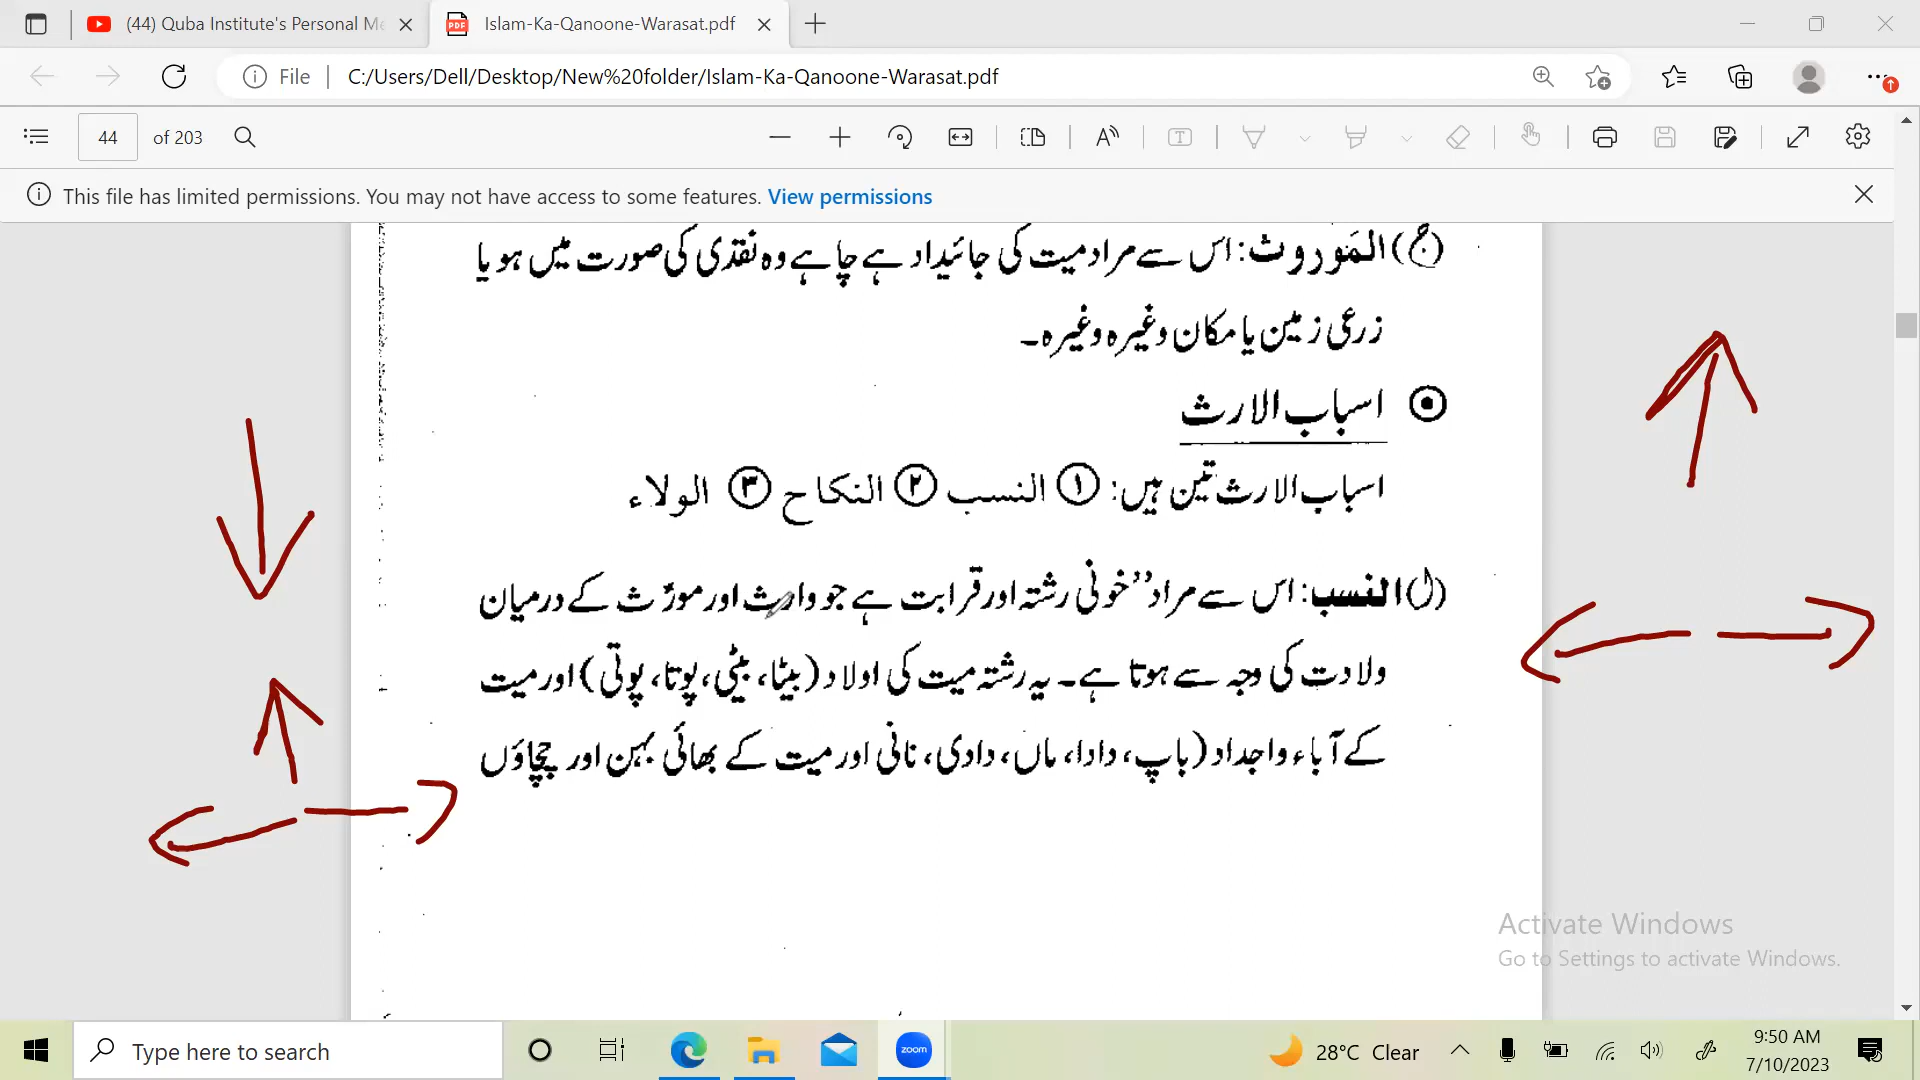 (44) Quba Institute's Personal Me
Islam-Ka-Qanoone-Warasat.pdf
File
C:/Users/Dell/Desktop/New%20folder/Islam-Ka-Qanoone-Warasat.pdf
44 of 203
This file has limited permissions. You may not have access to some features. View permissions
(ج) المَوروث: اس سے مراد میت کی جائیداد ہے چاہے وہ نقدی کی صورت میں ہو یا
زرعی زمین یا مکان وغیرہ وغیرہ۔
اسباب الارث
اسباب الارث تین ہیں: ① النسب ② النکاح ③ الولاء
(ل) النسب: اس سے مراد ”خونی رشتہ اور قرابت ہے جو وارث اور مورّث کے درمیان
ولادت کی وجہ سے ہوتا ہے۔ یہ رشتہ میت کی اولاد (بیٹا، بیٹی، پوتا، پوتی) اور میت
کے آباء واجداد (باپ، دادا، ماں، دادی، نانی اور میت کے بھائی بہن اور چچاؤں
Activate Windows
Go to Settings to activate Windows.
Type here to search
zoom
28°C Clear
9:50 AM
7/10/2023